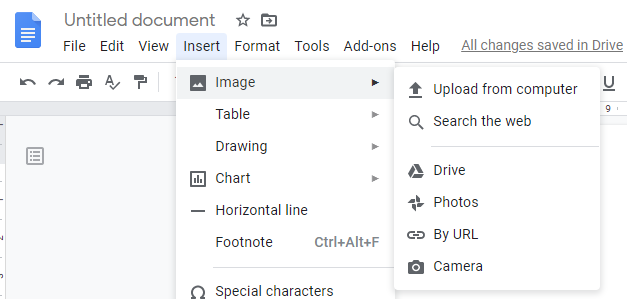 Untitled document
File Edit View Insert Format Tools Add-ons Help All changes saved in Drive
Image
Table
Drawing
Chart
Horizontal line
Footnote Ctrl+Alt+F
Special characters
Upload from computer
Search the web
Drive
Photos
By URL
Camera
U
9